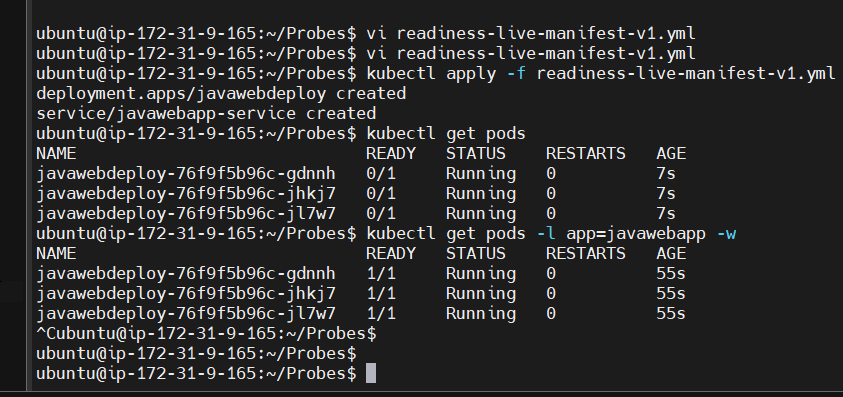 ubuntu@ip-172-31-9-165:~/Probes$ vi readiness-live-manifest-v1.yml
ubuntu@ip-172-31-9-165:~/Probes$ vi readiness-live-manifest-v1.yml
ubuntu@ip-172-31-9-165:~/Probes$ kubectl apply -f readiness-live-manifest-v1.yml
deployment.apps/javawebdeploy created
service/javawebapp-service created
ubuntu@ip-172-31-9-165:~/Probes$ kubectl get pods
NAME                             READY   STATUS    RESTARTS   AGE
javawebdeploy-76f9f5b96c-gdnnh   0/1     Running   0          7s
javawebdeploy-76f9f5b96c-jhkj7   0/1     Running   0          7s
javawebdeploy-76f9f5b96c-jl7w7   0/1     Running   0          7s
ubuntu@ip-172-31-9-165:~/Probes$ kubectl get pods -l app=javawebapp -w
NAME                             READY   STATUS    RESTARTS   AGE
javawebdeploy-76f9f5b96c-gdnnh   1/1     Running   0          55s
javawebdeploy-76f9f5b96c-jhkj7   1/1     Running   0          55s
javawebdeploy-76f9f5b96c-jl7w7   1/1     Running   0          55s
^Cubuntu@ip-172-31-9-165:~/Probes$
ubuntu@ip-172-31-9-165:~/Probes$
ubuntu@ip-172-31-9-165:~/Probes$